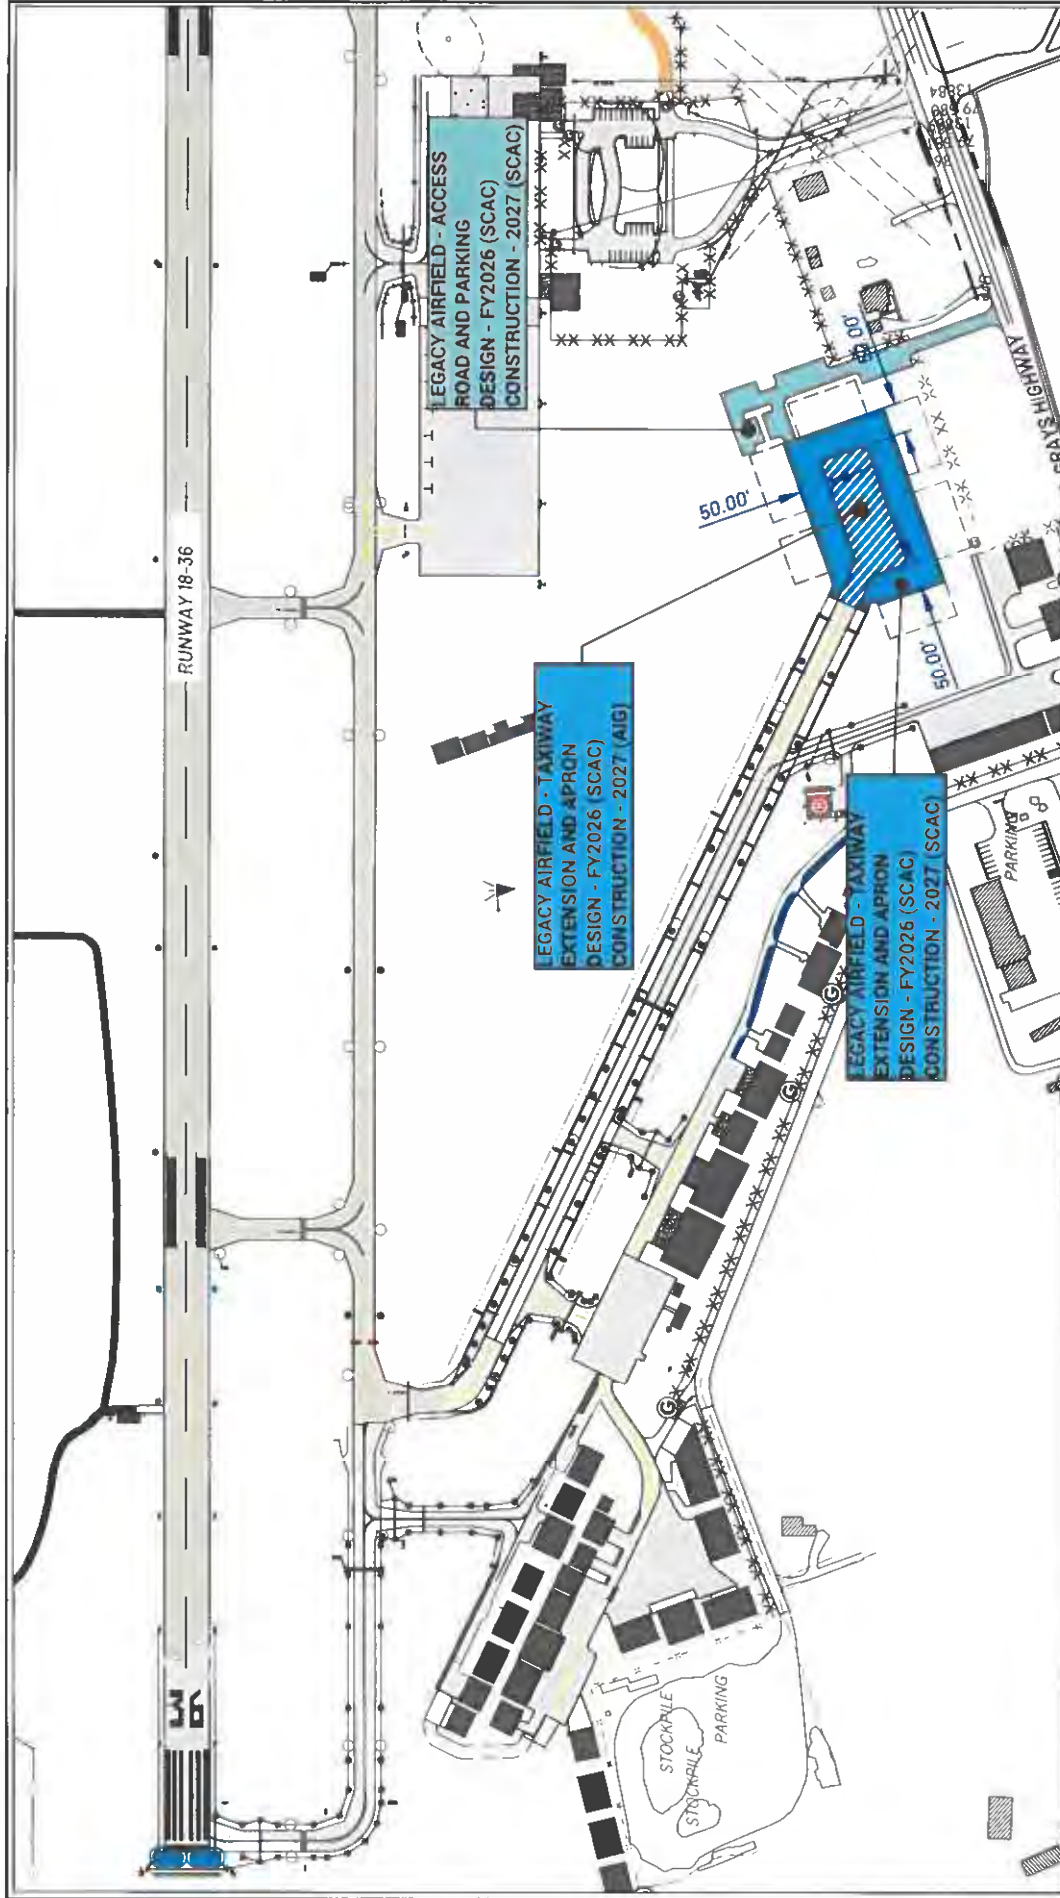 RUNWAY 18-36
LEGACY AIRFIELD - ACCESS
ROAD AND PARKING
DESIGN - FY2026 (SCAC)
CONSTRUCTION - 2027 (SCAC)
LEGACY AIRFIELD - TAXIWAY
EXTENSION AND APRON
DESIGN - FY2026 (SCAC)
CONSTRUCTION - 2027 (AIG)
LEGACY AIRFIELD - TAXIWAY
EXTENSION AND APRON
DESIGN - FY2026 (SCAC)
CONSTRUCTION - 2027 (SCAC)
50.00'
50.00'
GRAYS HIGHWAY
PARKING
STOCKPILE
STOCKPILE
PARKING
G
G
G
36
13884